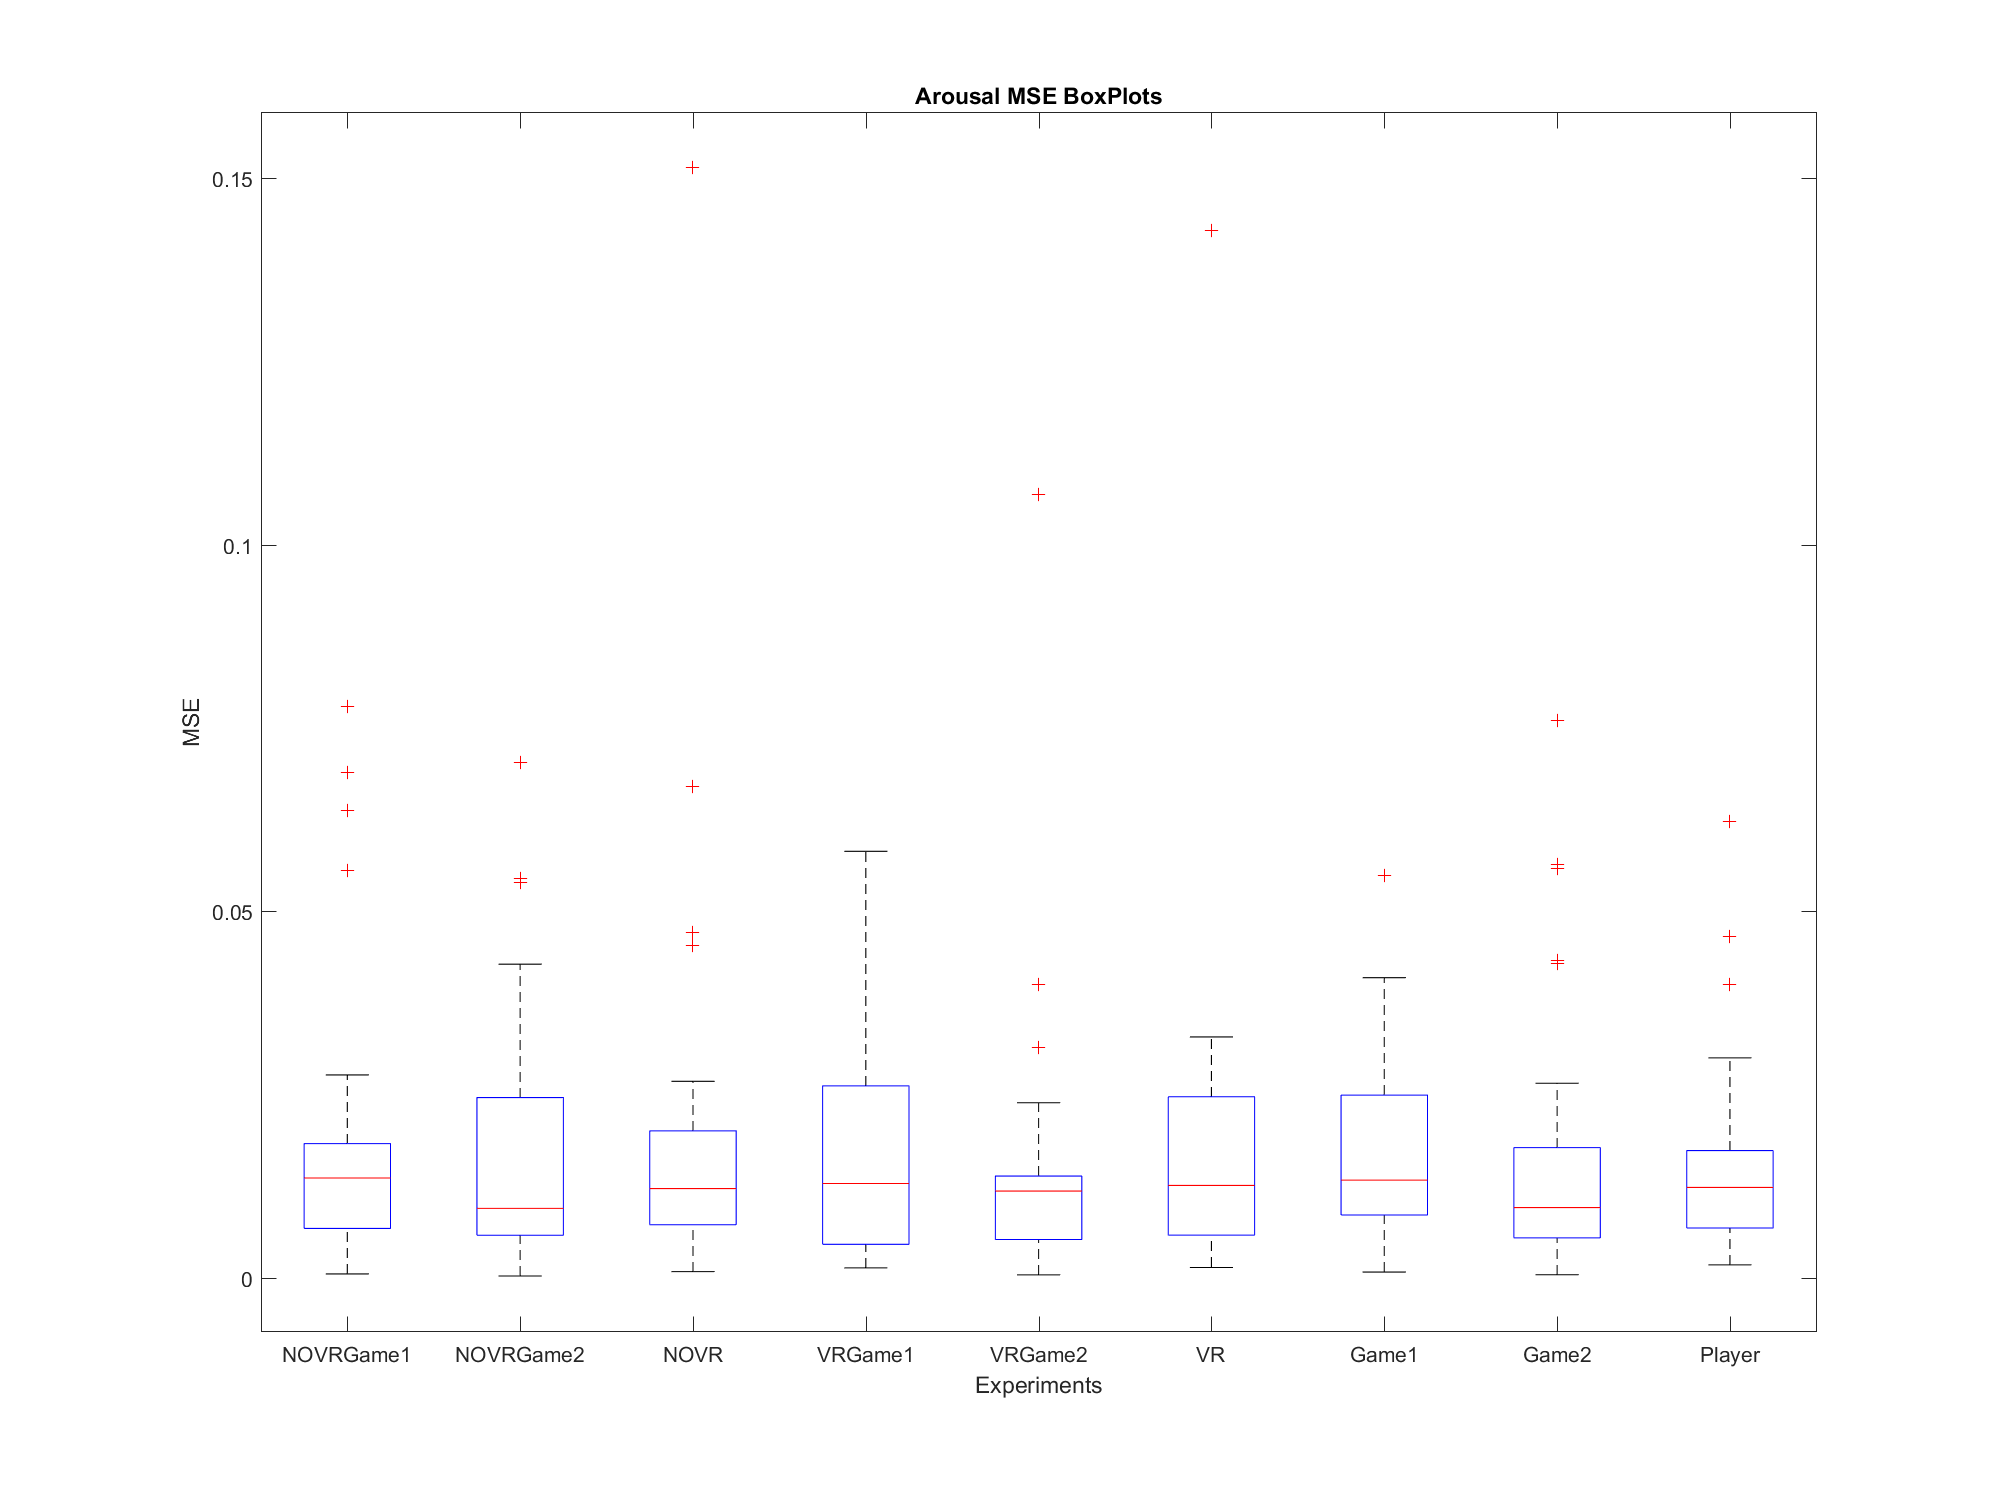 Arousal MSE BoxPlots
0.15
0.1
0.05
0
MSE
NOVRGame1 NOVRGame2 NOVR VRGame1 VRGame2 VR Game1 Game2 Player
Experiments